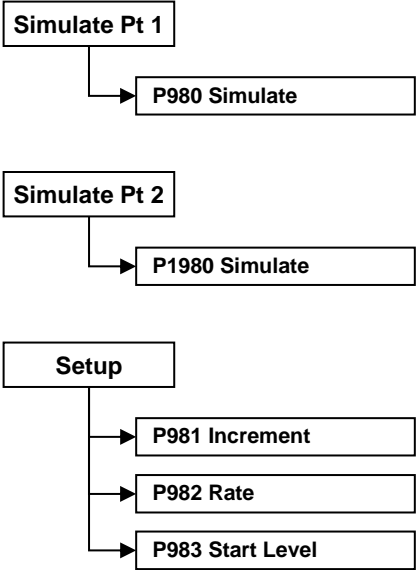 Simulate Pt 1
P980 Simulate
Simulate Pt 2
P1980 Simulate
Setup
P981 Increment
P982 Rate
P983 Start Level